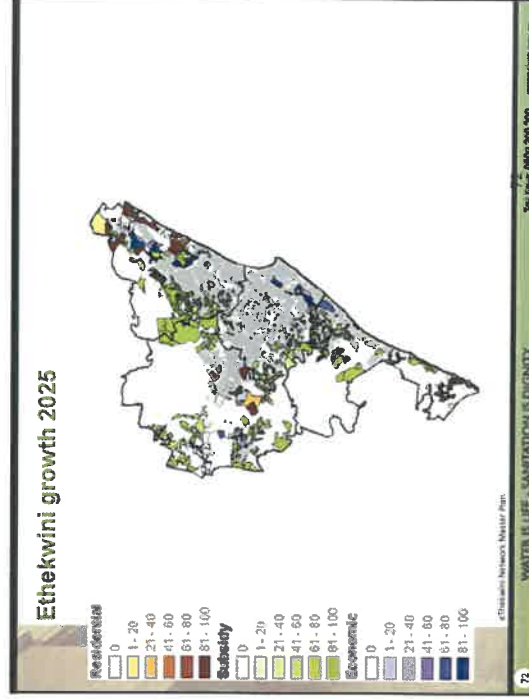 Ethekwini growth 2025
Residential
0
1 - 20
21 - 40
41 - 60
61 - 80
81 - 100
Subsidy
0
1 - 20
21 - 40
41 - 60
61 - 80
81 - 100
Economic
0
1 - 20
21 - 40
41 - 60
61 - 80
81 - 100
eThekwini Network Master Plan
WATER IS LIFE - SANITATION IS DIGNITY
72